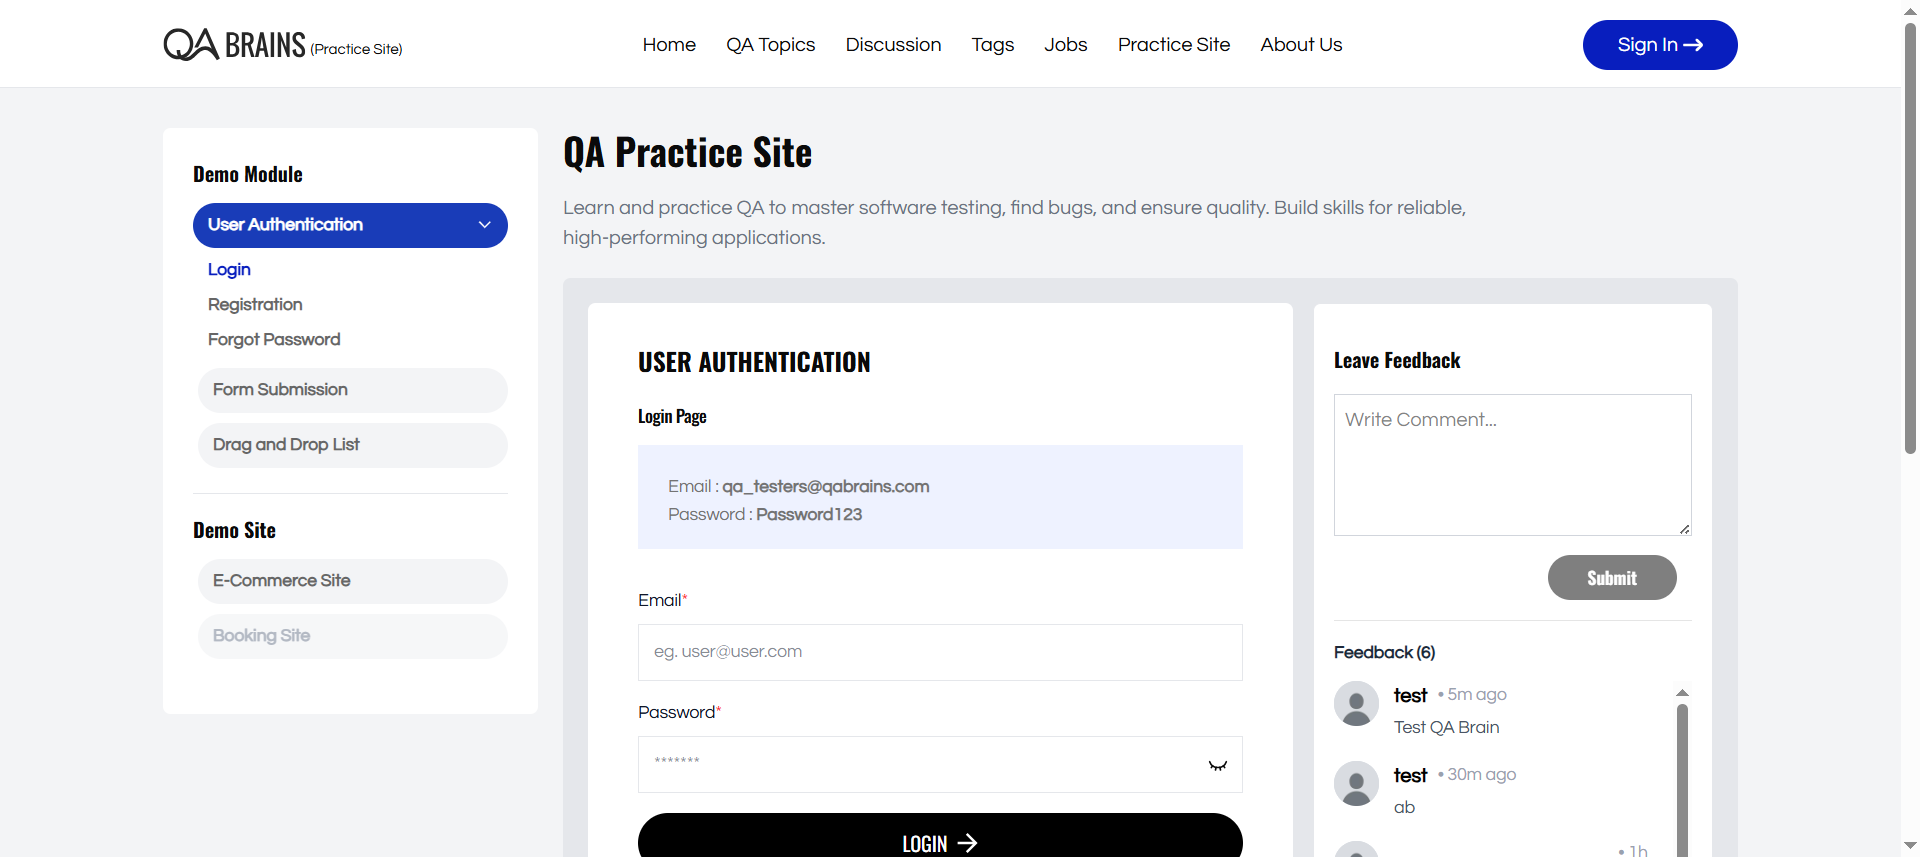 QA BRAINS (Practice Site)
Home
QA Topics
Discussion
Tags
Jobs
Practice Site
About Us
Sign In
Demo Module
User Authentication
Login
Registration
Forgot Password
Form Submission
Drag and Drop List
Demo Site
E-Commerce Site
Booking Site
QA Practice Site
Learn and practice QA to master software testing, find bugs, and ensure quality. Build skills for reliable,
high-performing applications.
USER AUTHENTICATION
Login Page
Email : qa_testers@qabrains.com
Password : Password123
Email*
eg. user@user.com
Password*
*******
LOGIN
Leave Feedback
Write Comment...
Submit
Feedback (6)
test • 5m ago
Test QA Brain
test • 30m ago
ab
• 1h